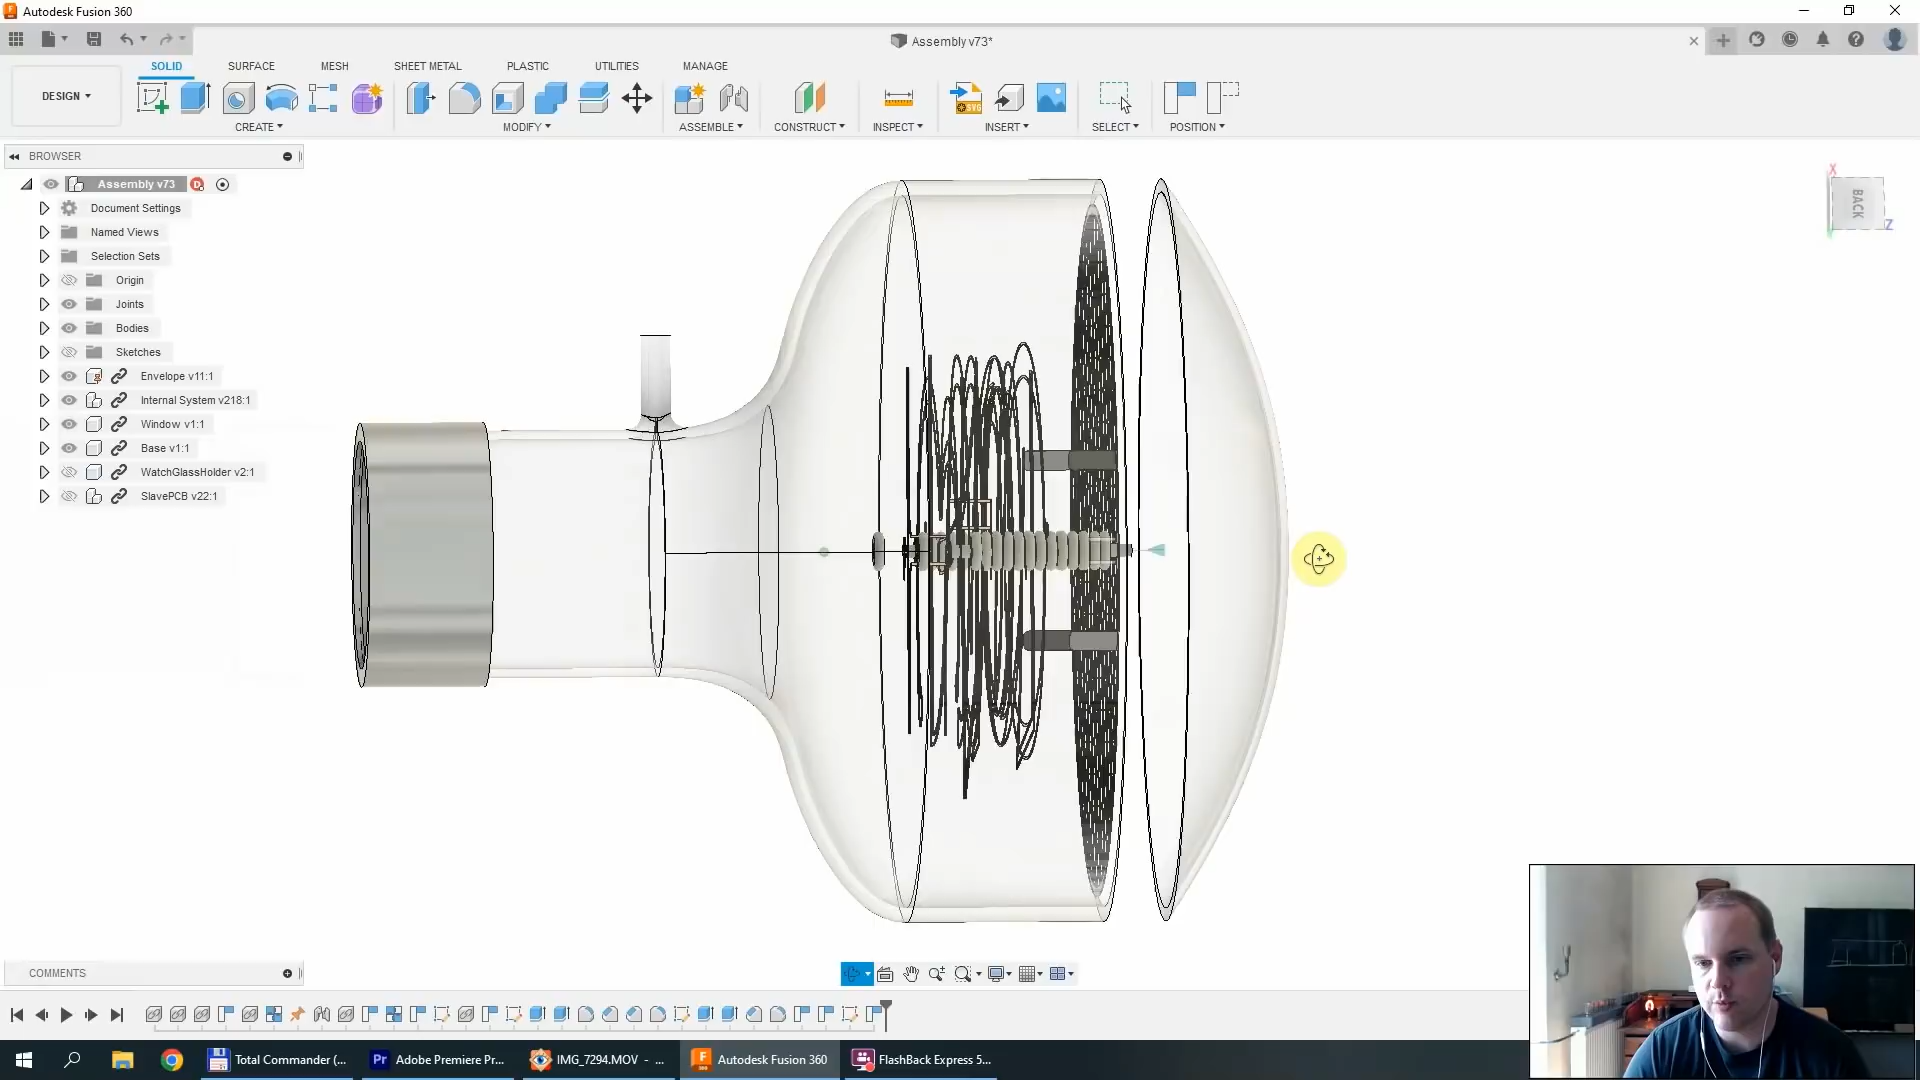 Autodesk Fusion 360
Assembly v73*
DESIGN
SOLID
SURFACE
MESH
SHEET METAL
PLASTIC
UTILITIES
MANAGE
CREATE
MODIFY
ASSEMBLE
CONSTRUCT
INSPECT
INSERT
SELECT
POSITION
SVG
BROWSER
Assembly v73
D
Document Settings
Named Views
Selection Sets
Origin
Joints
Bodies
Sketches
Envelope v11:1
Internal System v218:1
Window v1:1
Base v1:1
WatchGlassHolder v2:1
SlavePCB v22:1
X
BACK
Z
COMMENTS
Total Commander (...
Pr Adobe Premiere Pr...
IMG_7294.MOV - ...
F Autodesk Fusion 360
FlashBack Express 5...